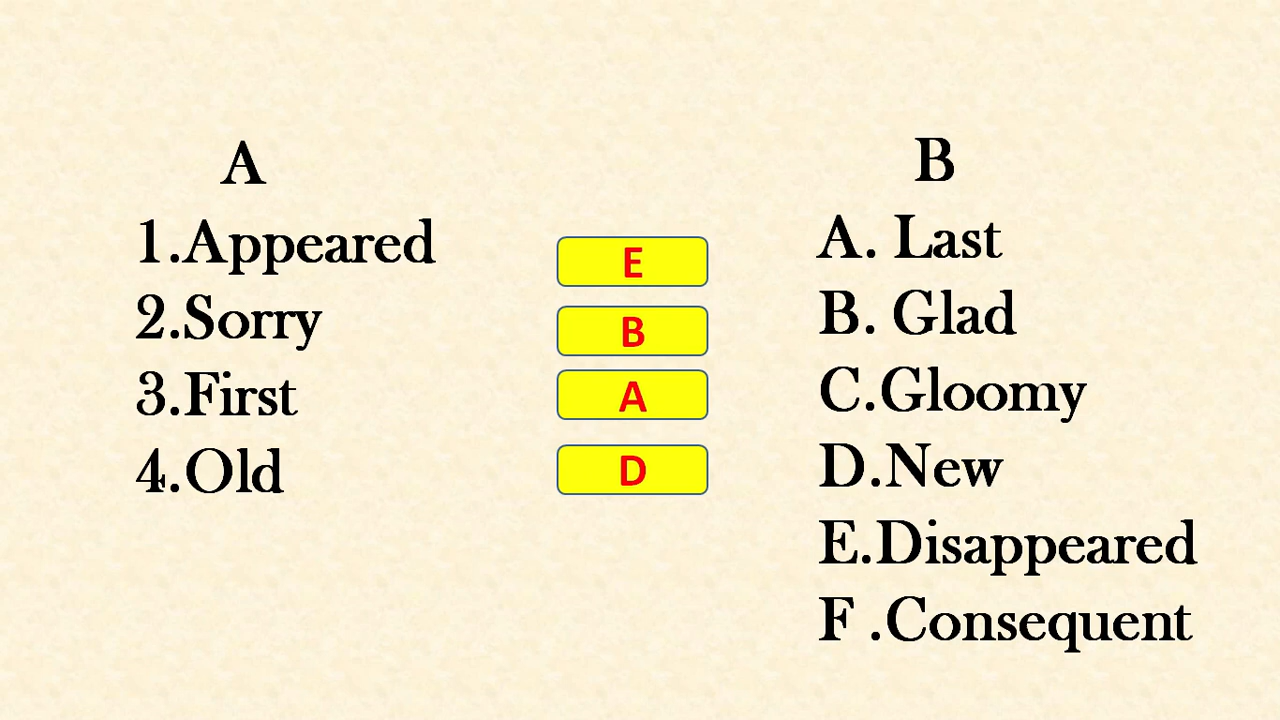 A
1.Appeared
2.Sorry
3.First
4.Old
E
B
A
D
B
A. Last
B. Glad
C.Gloomy
D.New
E.Disappeared
F .Consequent